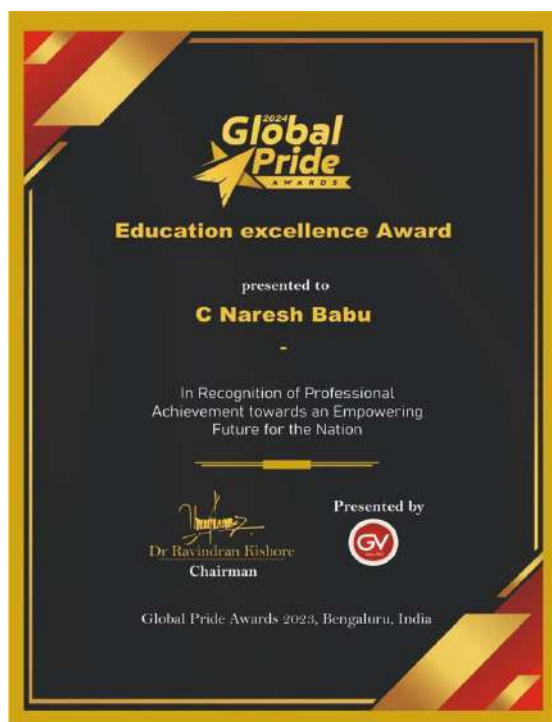 2024
Global
Pride
AWARDS
Education excellence Award
presented to
C Naresh Babu
-
In Recognition of Professional
Achievement towards an Empowering
Future for the Nation
Presented by
GV
Dr Ravindran Kishore
Chairman
Global Pride Awards 2023, Bengaluru, India